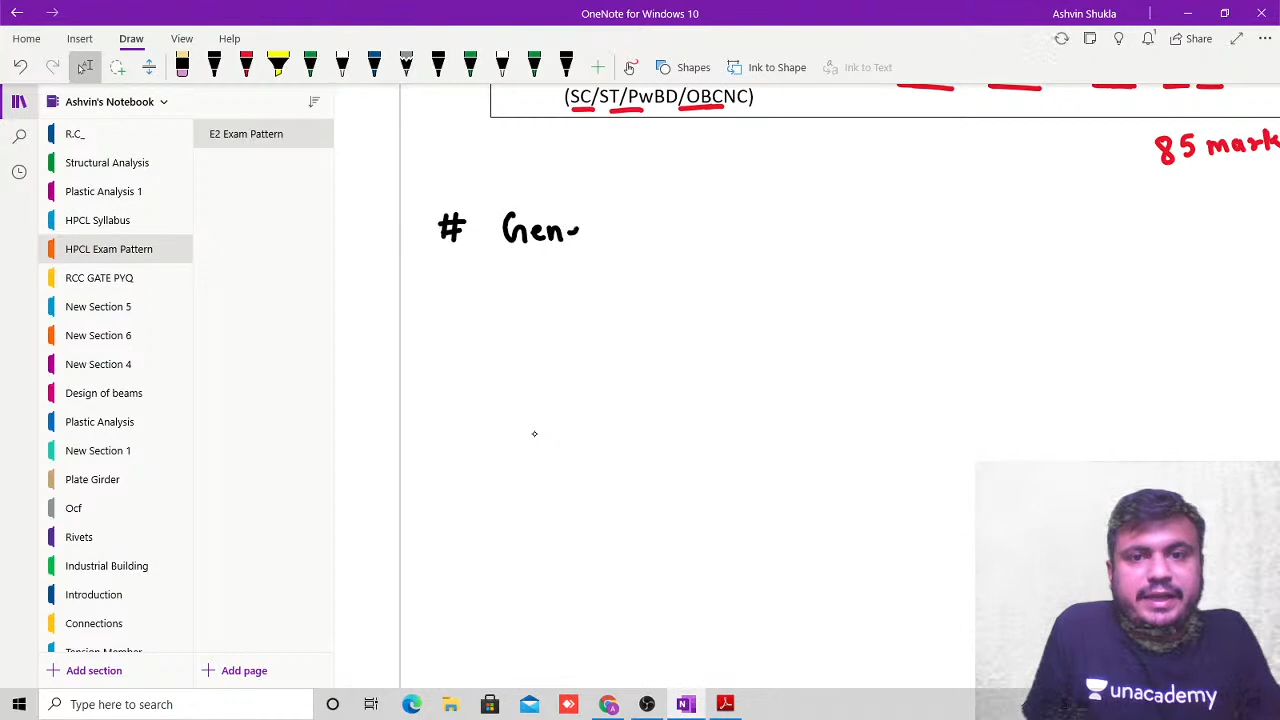 OneNote for Windows 10
Ashvin Shukla
Home
Insert
Draw
View
Help
Share
Shapes
Ink to Shape
Ink to Text
Ashvin's Notebook
R.C_
Structural Analysis
Plastic Analysis 1
HPCL Syllabus
HPCL Exam Pattern
RCC GATE PYQ
New Section 5
New Section 6
New Section 4
Design of beams
Plastic Analysis
New Section 1
Plate Girder
Ocf
Rivets
Industrial Building
Introduction
Connections
Add section
E2 Exam Pattern
Add page
(SC/ST/PwBD/OBCNC)
85 mark
# Gen-
unacademy
Type here to search